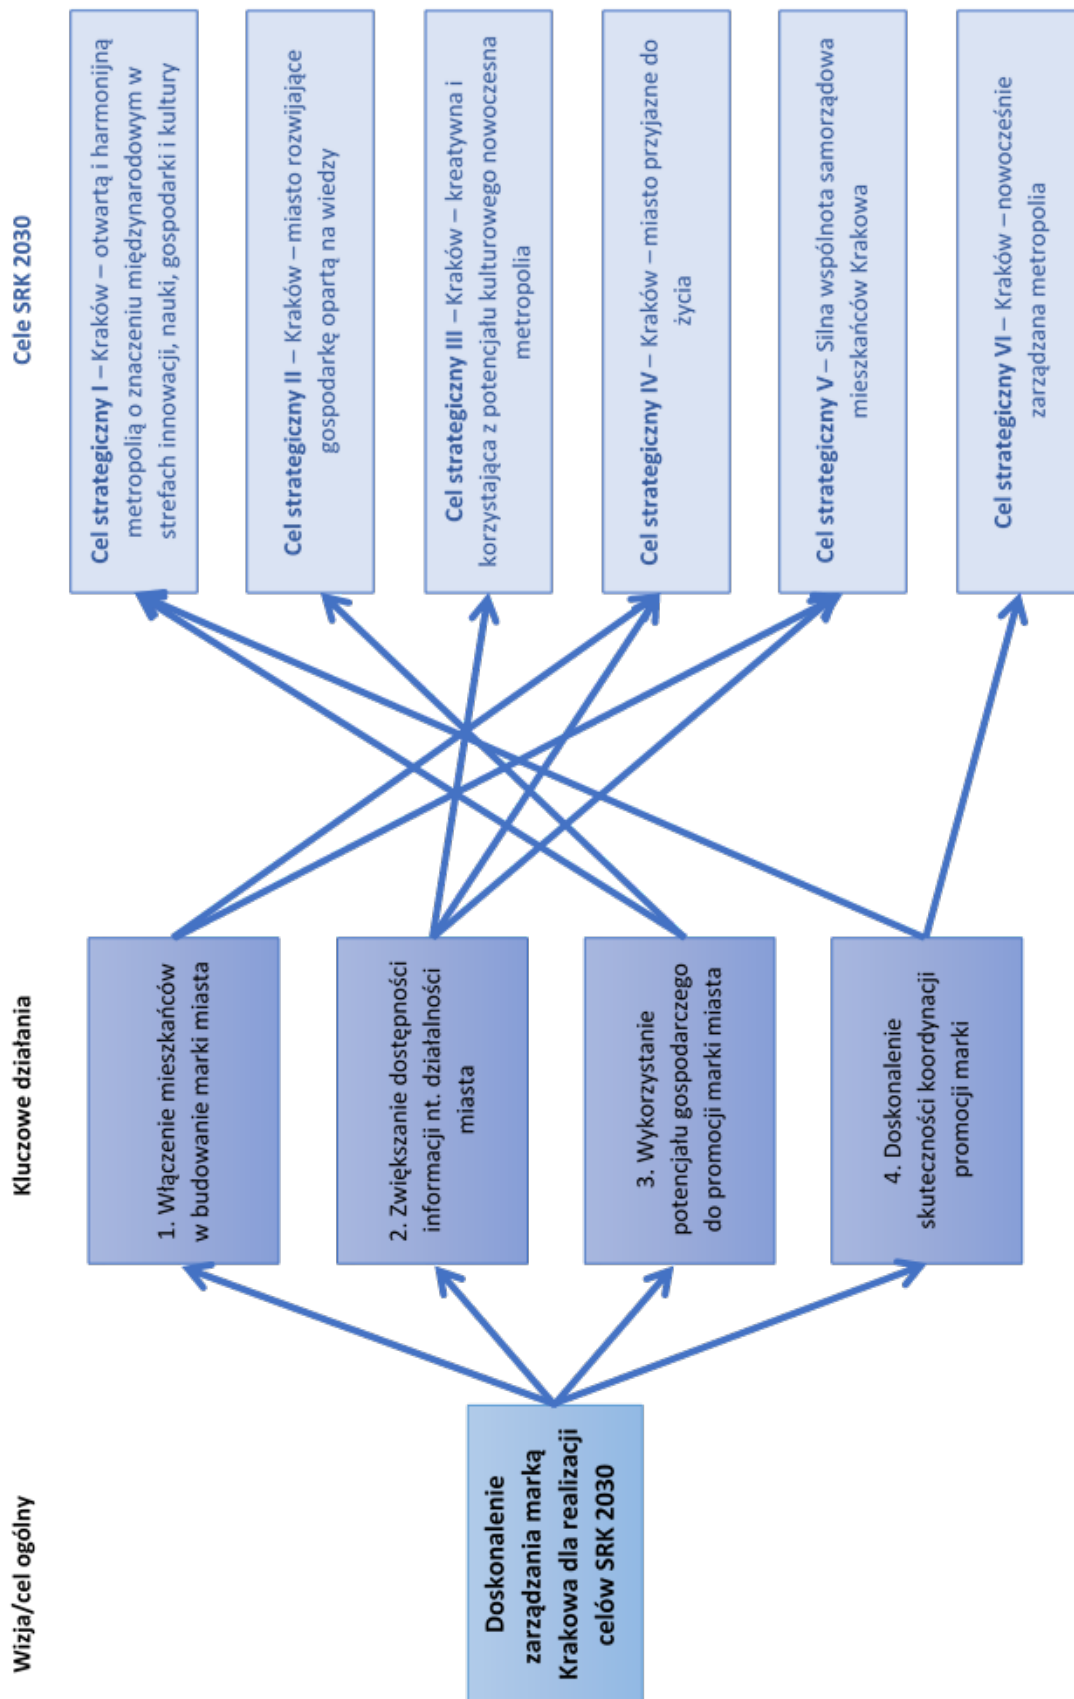 Wizja/cel ogólny
Kluczowe działania
Cele SRK 2030
Doskonalenie
zarządzania marką
Krakowa dla realizacji
celów SRK 2030
1. Włączenie mieszkańców
w budowanie marki miasta
2. Zwiększanie dostępności
informacji nt. działalności
miasta
3. Wykorzystanie
potencjału gospodarczego
do promocji marki miasta
4. Doskonalenie
skuteczności koordynacji
promocji marki
Cel strategiczny I – Kraków – otwartą i harmonijną
metropolią o znaczeniu międzynarodowym w
strefach innowacji, nauki, gospodarki i kultury
Cel strategiczny II – Kraków – miasto rozwijające
gospodarkę opartą na wiedzy
Cel strategiczny III – Kraków – kreatywna i
korzystająca z potencjału kulturowego nowoczesna
metropolia
Cel strategiczny IV – Kraków – miasto przyjazne do
życia
Cel strategiczny V – Silna wspólnota samorządowa
mieszkańców Krakowa
Cel strategiczny VI – Kraków – nowocześnie
zarządzana metropolia